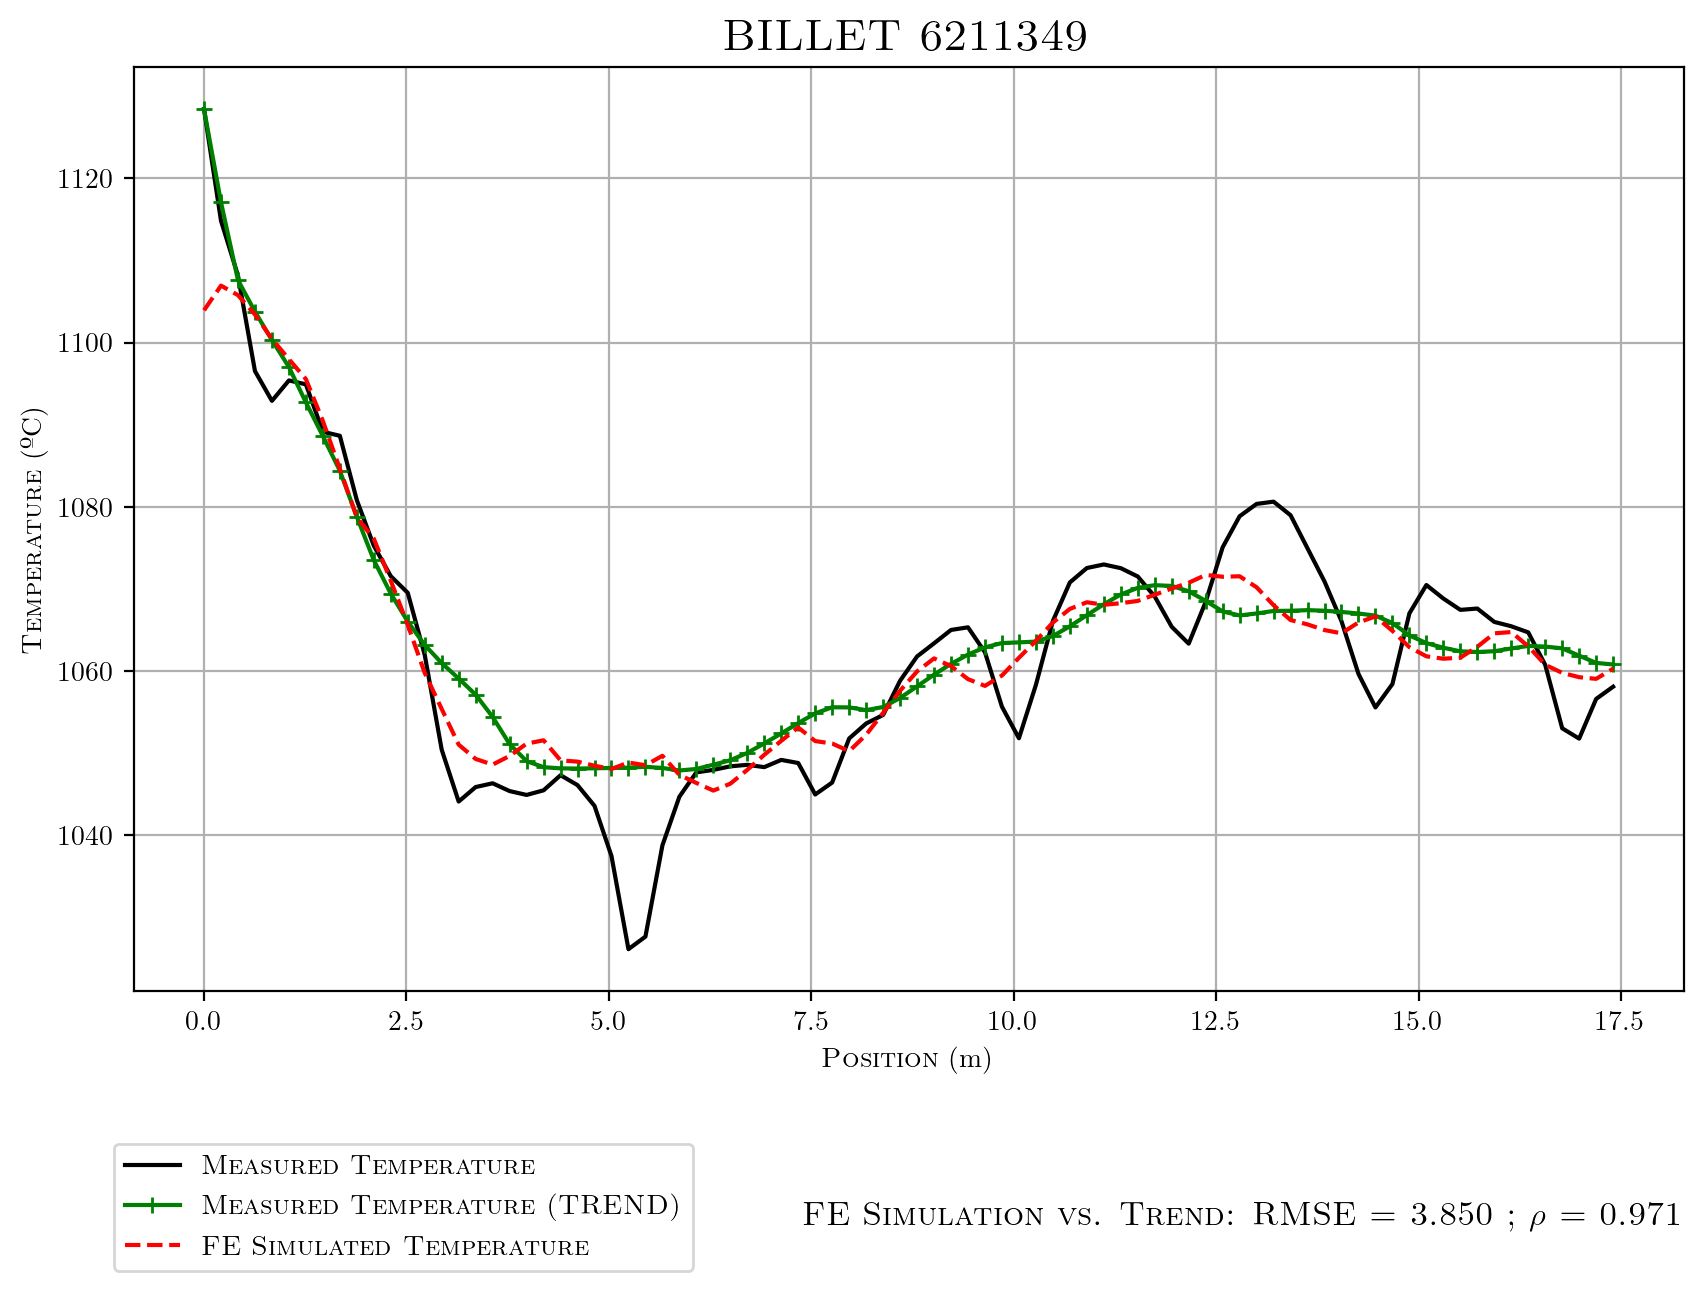 BILLET 6211349
Temperature (ºC)
1120
1100
1080
1060
1040
0.0 2.5 5.0 7.5 10.0 12.5 15.0 17.5
Position (m)
Measured Temperature
Measured Temperature (TREND)
FE Simulated Temperature
FE Simulation vs. Trend: RMSE = 3.850 ; ρ = 0.971